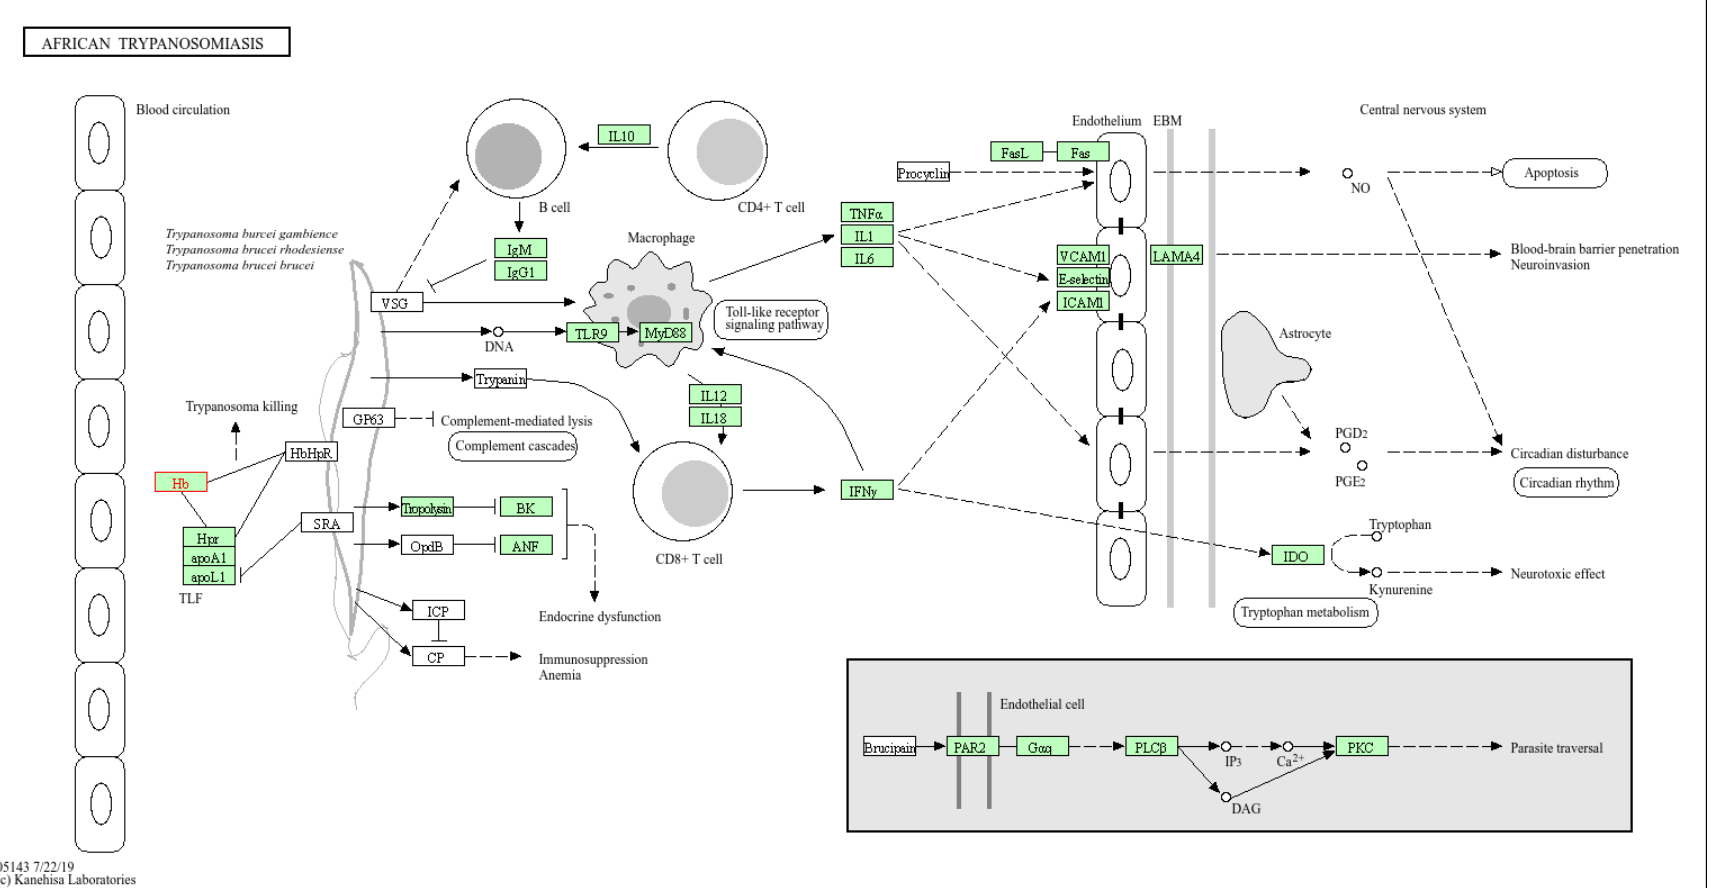 AFRICAN TRYPANOSOMIASIS
Blood circulation
Central nervous system
Endothelium
EBM
IL10
FasL
Fas
Procyclin
NO
Apoptosis
B cell
CD4+ T cell
TNFα
IL1
IL6
Trypanosoma burcei gambience
Trypanosoma brucei rhodesiense
Trypanosoma brucei brucei
IgM
IgG1
Macrophage
VCAM1
E-selectin
ICAM1
LAMA4
Blood-brain barrier penetration
Neuroinvasion
VSG
Toll-like receptor
signaling pathway
DNA
TLR9
MyD88
Astrocyte
Trypanin
IL12
IL18
Trypanosoma killing
GP63
Complement-mediated lysis
Complement cascades
HbHpR
PGD2
PGE2
Circadian disturbance
Circadian rhythm
Hb
IFNγ
Tropolysin
BK
SRA
Hpr
apoA1
apoL1
TLF
OpdB
ANF
CD8+ T cell
Tryptophan
IDO
Kynurenine
Neurotoxic effect
Tryptophan metabolism
ICP
Endocrine dysfunction
CP
Immunosuppression
Anemia
Endothelial cell
Brucipain
PAR2
Gαq
PLCβ
IP3
Ca2+
PKC
Parasite traversal
DAG
05143 7/22/19
c) Kanehisa Laboratories